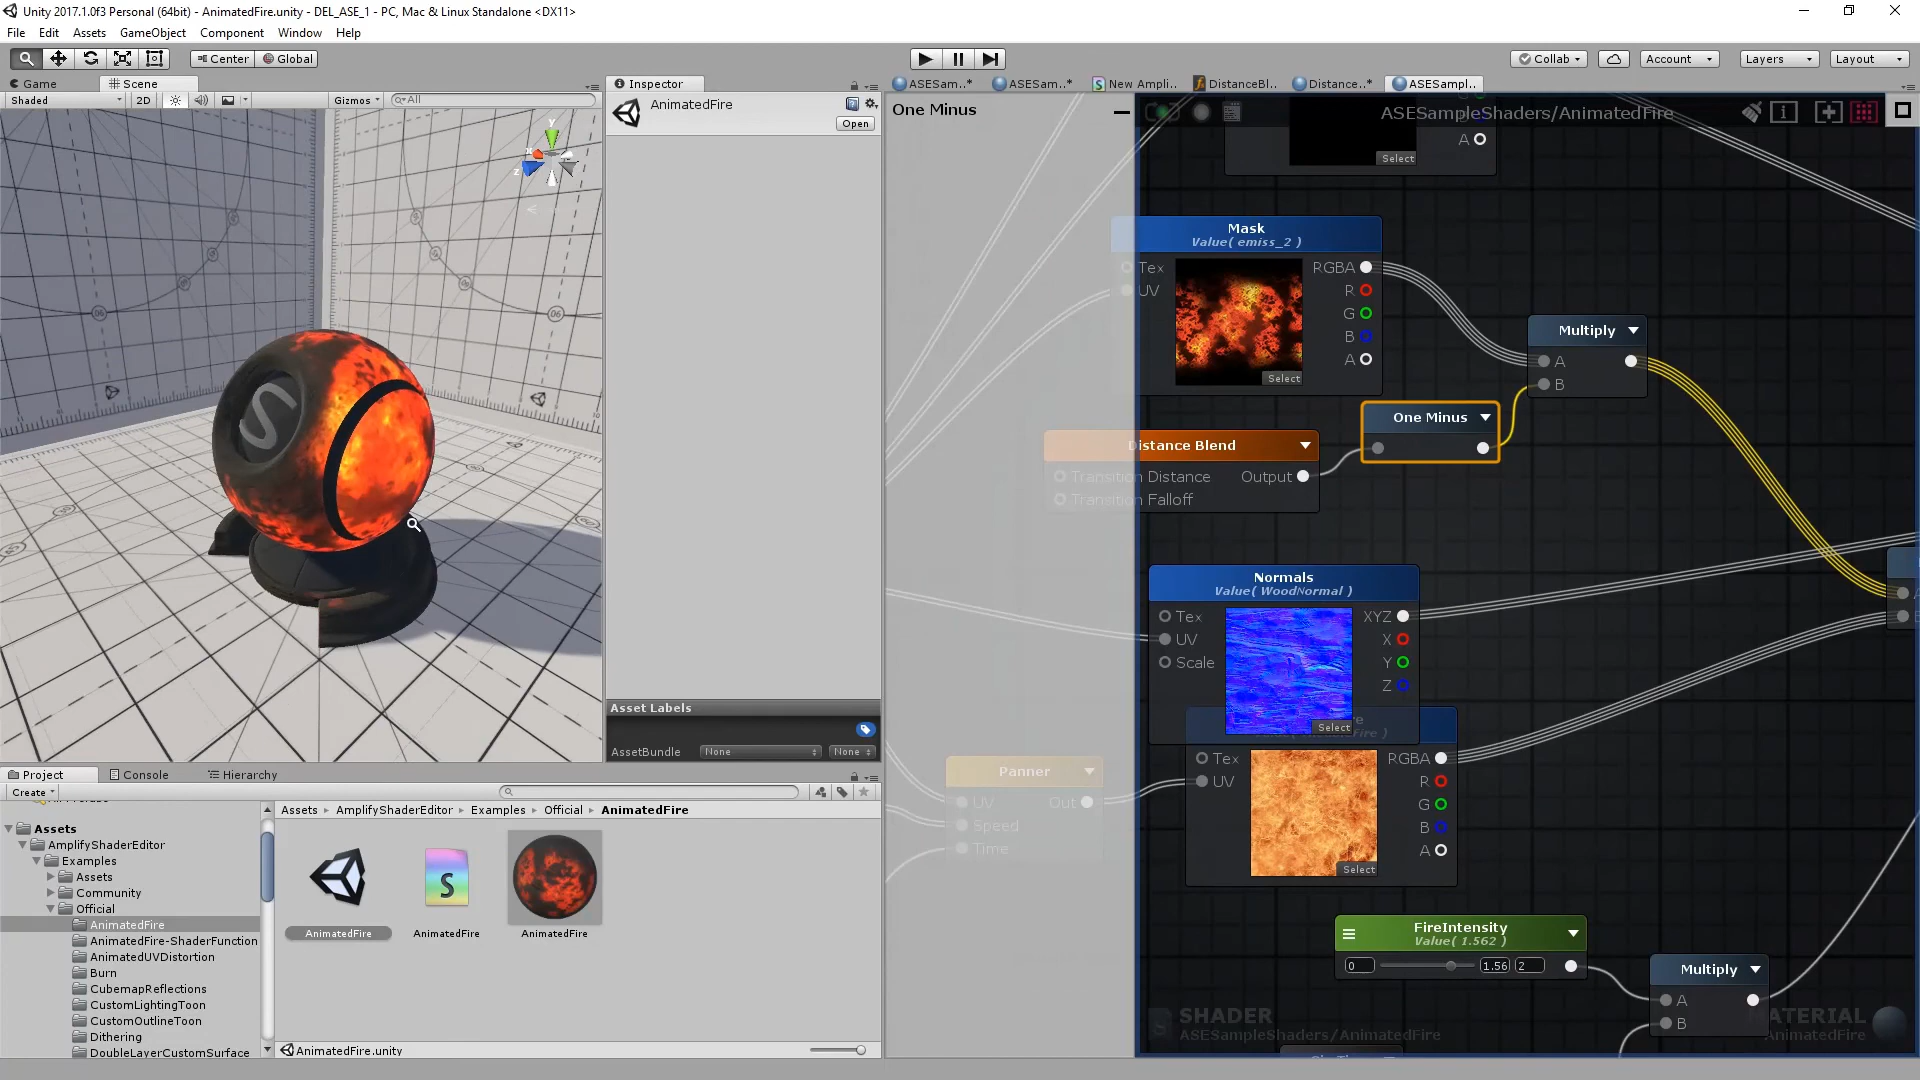 Unity 2017.1.0f3 Personal (64bit) - AnimatedFire.unity - DEL_ASE_1 - PC, Mac & Linux Standalone <DX11>
File Edit Assets GameObject Component Window Help
Center Global
Collab Account Layers Layout
Game Scene
Shaded 2D Gizmos All
Inspector
AnimatedFire
Open
Asset Labels
AssetBundle None None
ASESam..* ASESam..* New Ampli.. DistanceBl.. Distance..* ASESampl..
One Minus
ASESampleShaders/AnimatedFire
A
Select
Mask
Value( emiss_2 )
Tex RGBA
UV R
G
B
A
Select
Multiply
A
B
One Minus
Distance Blend
Transition Distance Output
Transition Falloff
Normals
Value( WoodNormal )
Tex XYZ
UV X
Scale Y
Z
Select
Tex RGBA
UV R
G
B
A
Select
Panner
UV Out
Speed
Time
FireIntensity
Value( 1.562 )
0 1.56 2
Multiply
A
B
SHADER
ASESampleShaders/AnimatedFire
MATERIAL
AnimatedFire
Project Console Hierarchy
Create
Assets
AmplifyShaderEditor
Examples
Assets
Community
Official
AnimatedFire
AnimatedFire-ShaderFunction
AnimatedUVDistortion
Burn
CubemapReflections
CustomLightingToon
CustomOutlineToon
Dithering
DoubleLayerCustomSurface
Assets AmplifyShaderEditor Examples Official AnimatedFire
AnimatedFire AnimatedFire AnimatedFire
AnimatedFire.unity